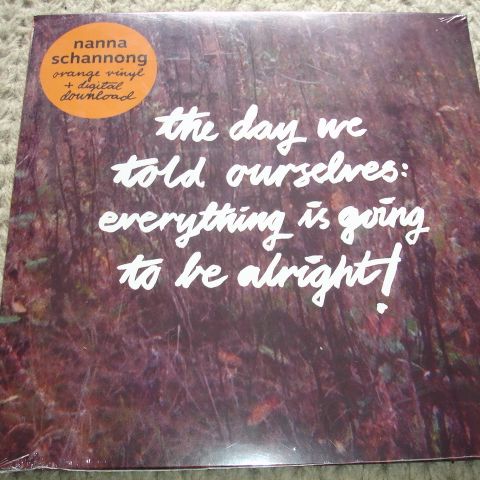 nanna
schannong
orange vinyl
+ digital
download
the day we
told ourselves:
everything is going
to be alright!